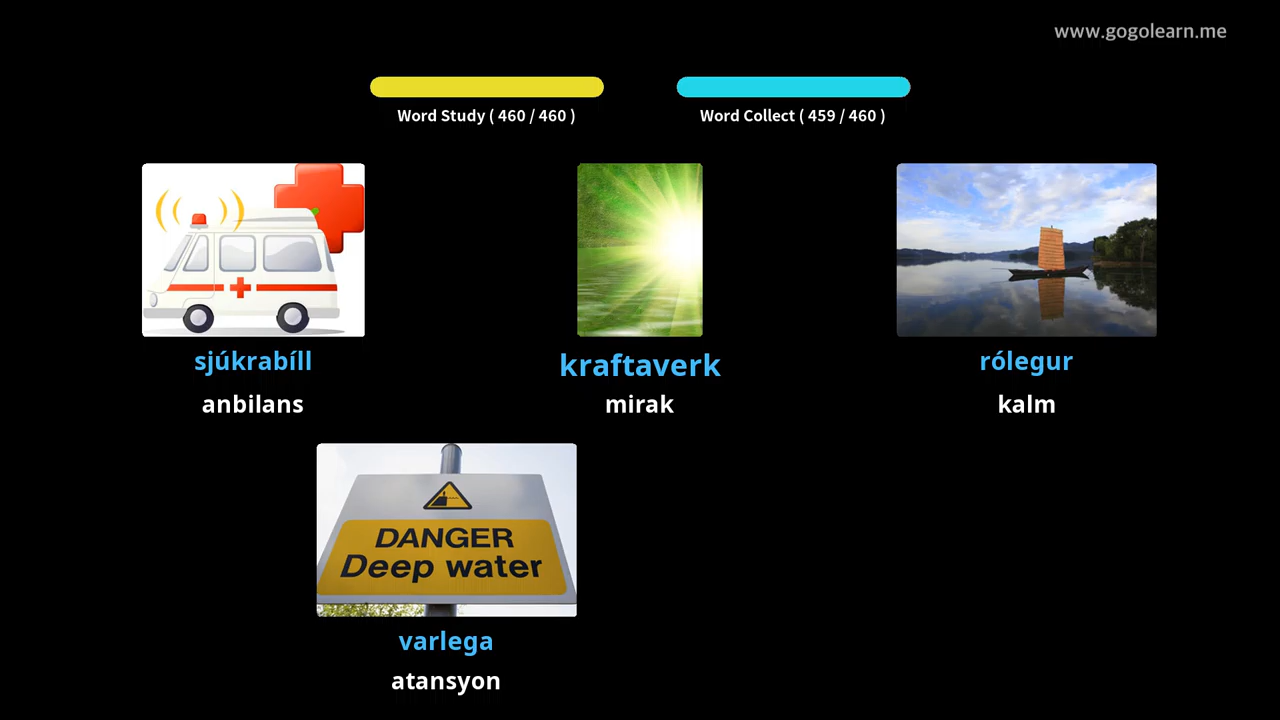 www.gogolearn.me
Word Study ( 460 / 460 )
Word Collect ( 459 / 460 )
sjúkrabíll
kraftaverk
rólegur
anbilans
mirak
kalm
DANGER
Deep water
varlega
atansyon